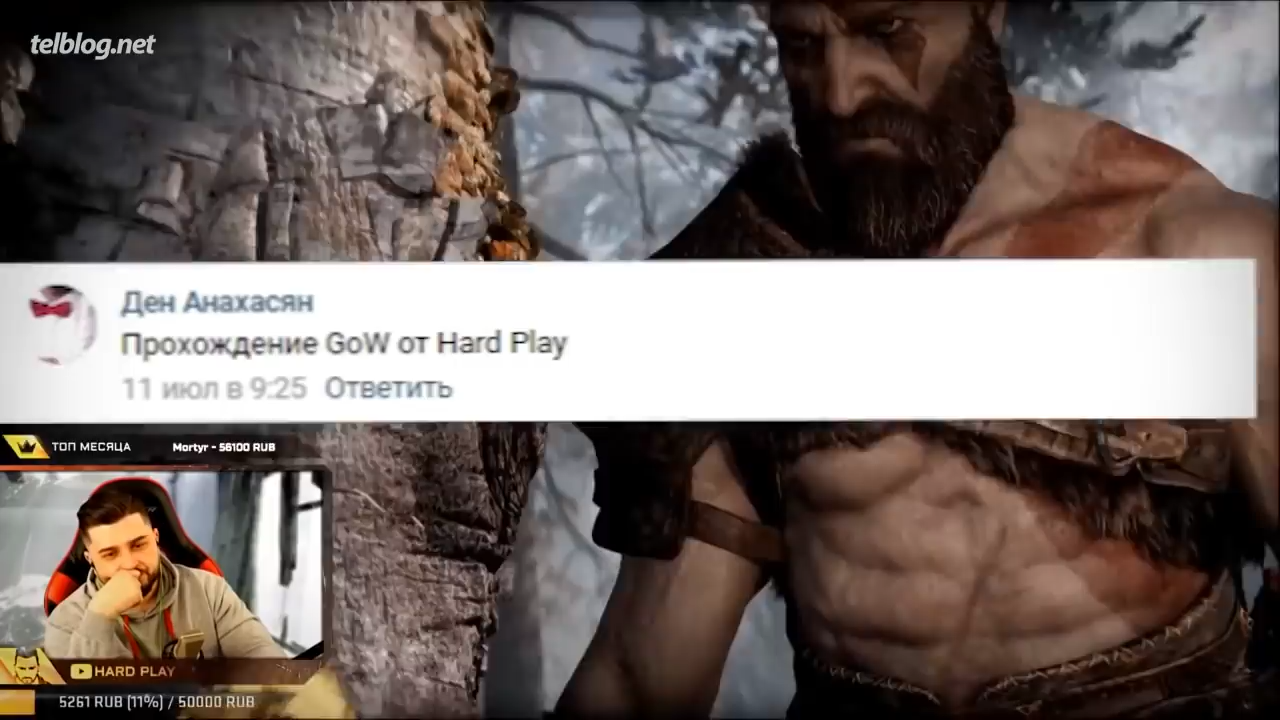 telblog.net
Ден Анахасян
Прохождение GoW от Hard Play
11 июл в 9:25 Ответить
ТОП МЕСЯЦА Mortyr - 56100 RUB
HARD PLAY
5261 RUB (11%) / 50000 RUB